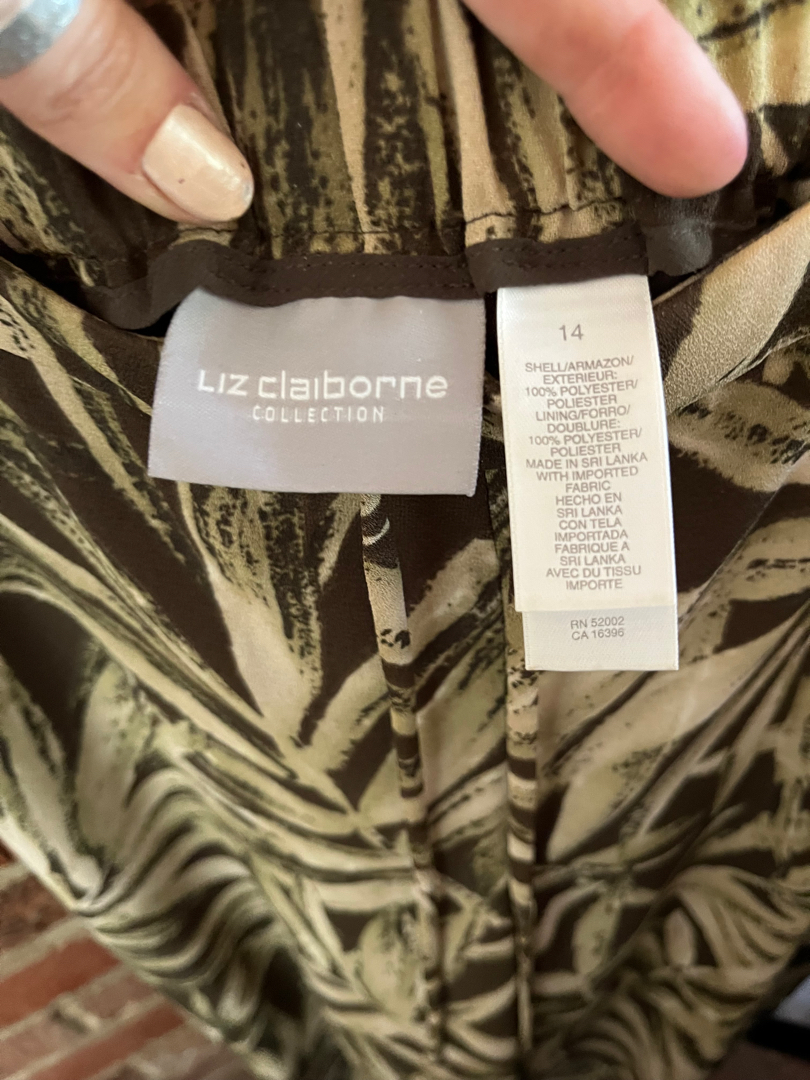 Liz claiborne
COLLECTION
14
SHELL/ARMAZON/
EXTERIEUR:
100% POLYESTER/
POLIESTER
LINING/FORRO/
DOUBLURE:
100% POLYESTER/
POLIESTER
MADE IN SRI LANKA
WITH IMPORTED
FABRIC
HECHO EN
SRI LANKA
CON TELA
IMPORTADA
FABRIQUE A
SRI LANKA
AVEC DU TISSU
IMPORTE
RN 52002
CA 16396